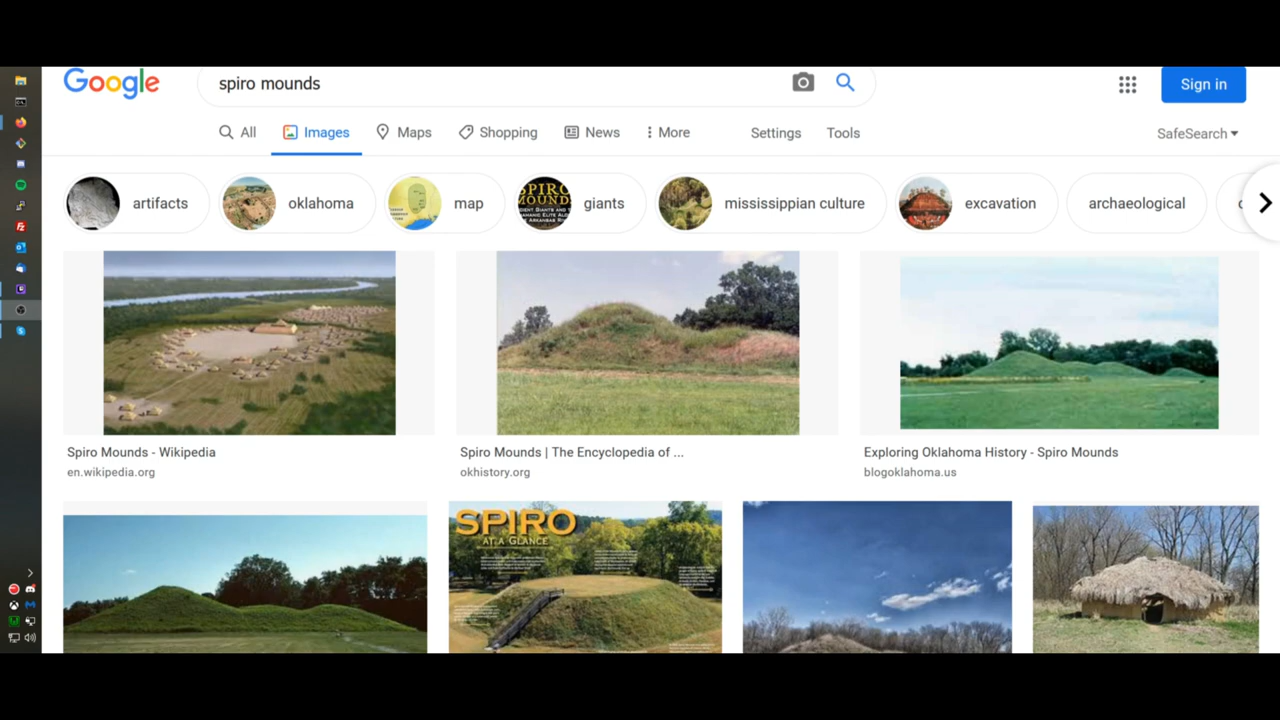 Google
spiro mounds
Sign in
All
Images
Maps
Shopping
News
More
Settings
Tools
SafeSearch
artifacts
oklahoma
map
SPIRO
MOUNDS
giants
mississippian culture
excavation
archaeological
Spiro Mounds - Wikipedia
en.wikipedia.org
Spiro Mounds | The Encyclopedia of ...
okhistory.org
Exploring Oklahoma History - Spiro Mounds
blogoklahoma.us
SPIRO
AT A GLANCE